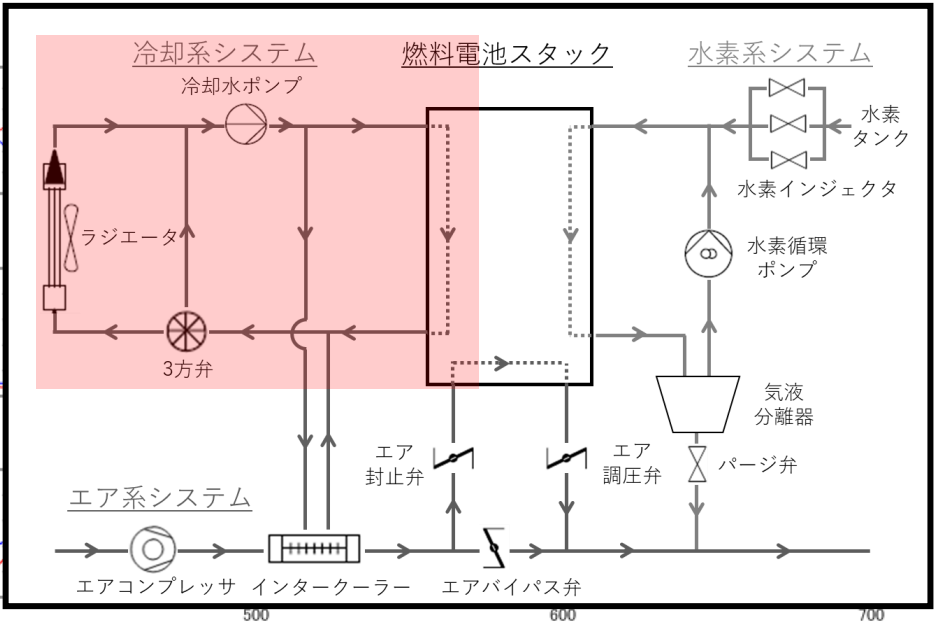 冷却系システム
燃料電池スタック
水素系システム
冷却水ポンプ
水素
タンク
水素インジェクタ
ラジエータ
水素循環
ポンプ
3方弁
気液
分離器
エア
封止弁
エア
調圧弁
パージ弁
エア系システム
エアコンプレッサ
インタークーラー
エアバイパス弁
500
600
700